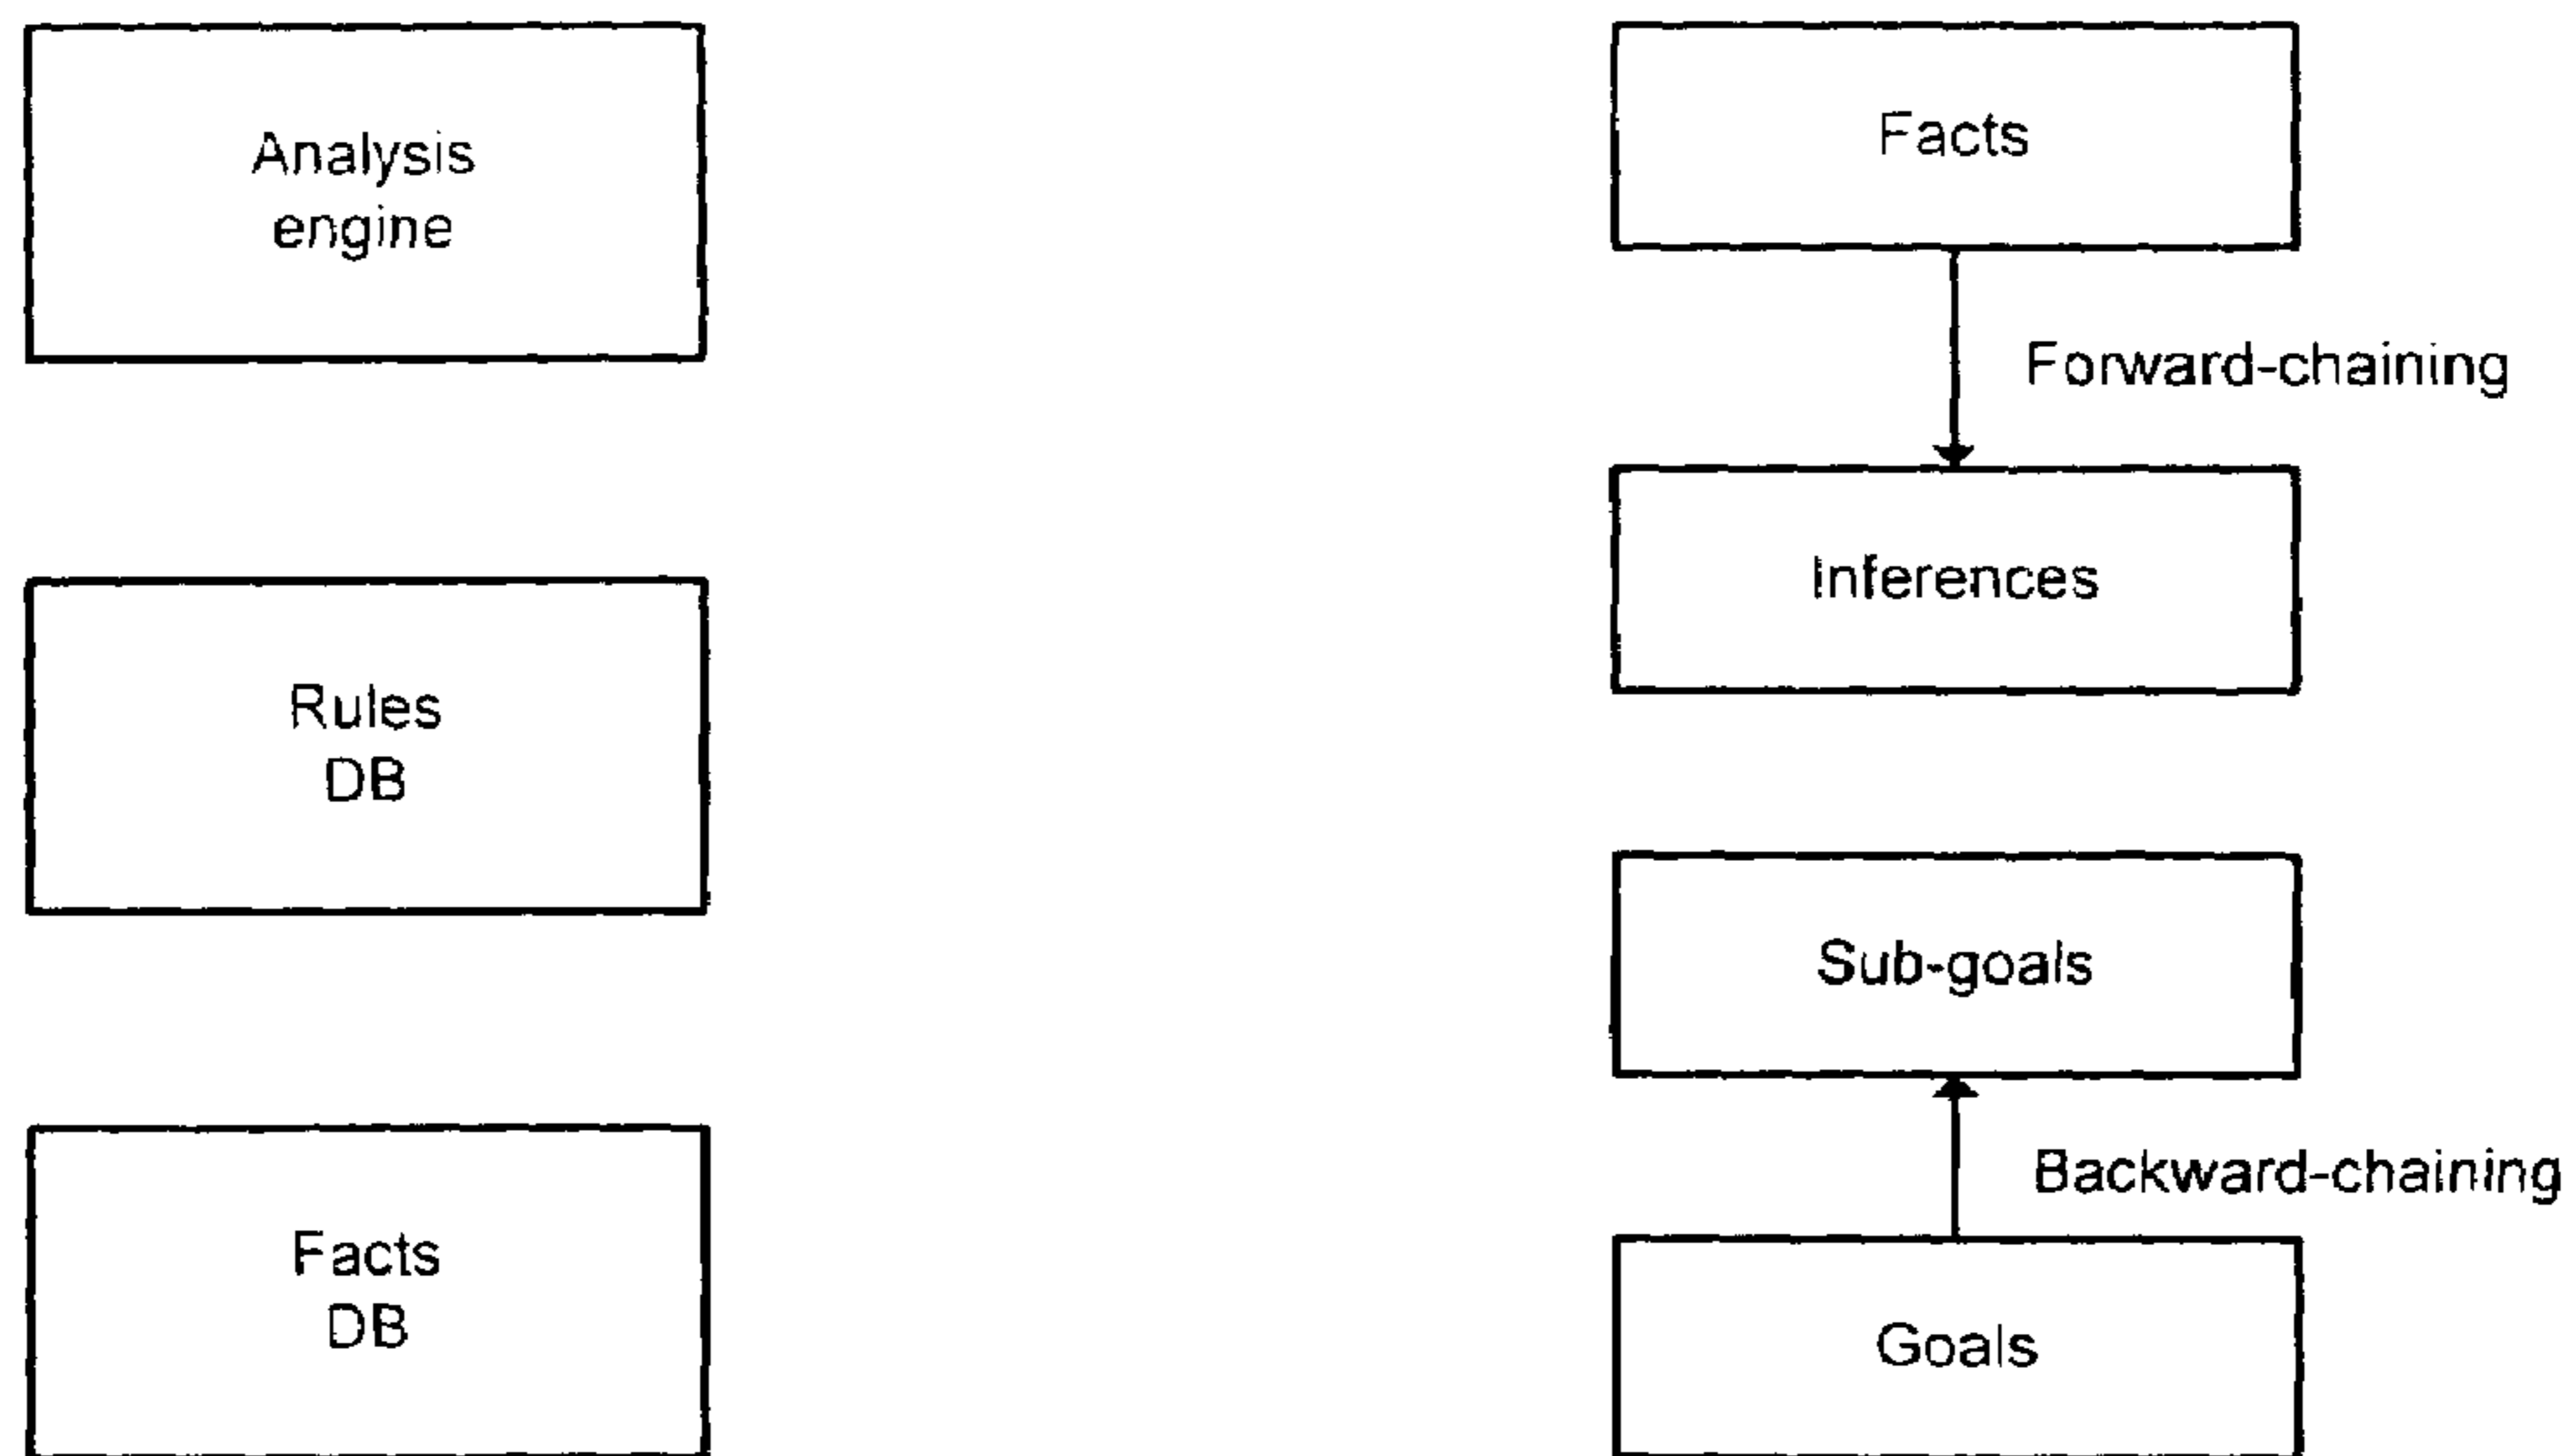 Analysis
engine
Rules
DB
Facts
DB
Facts
Forward-chaining
Inferences
Sub-goals
Backward-chaining
Goals